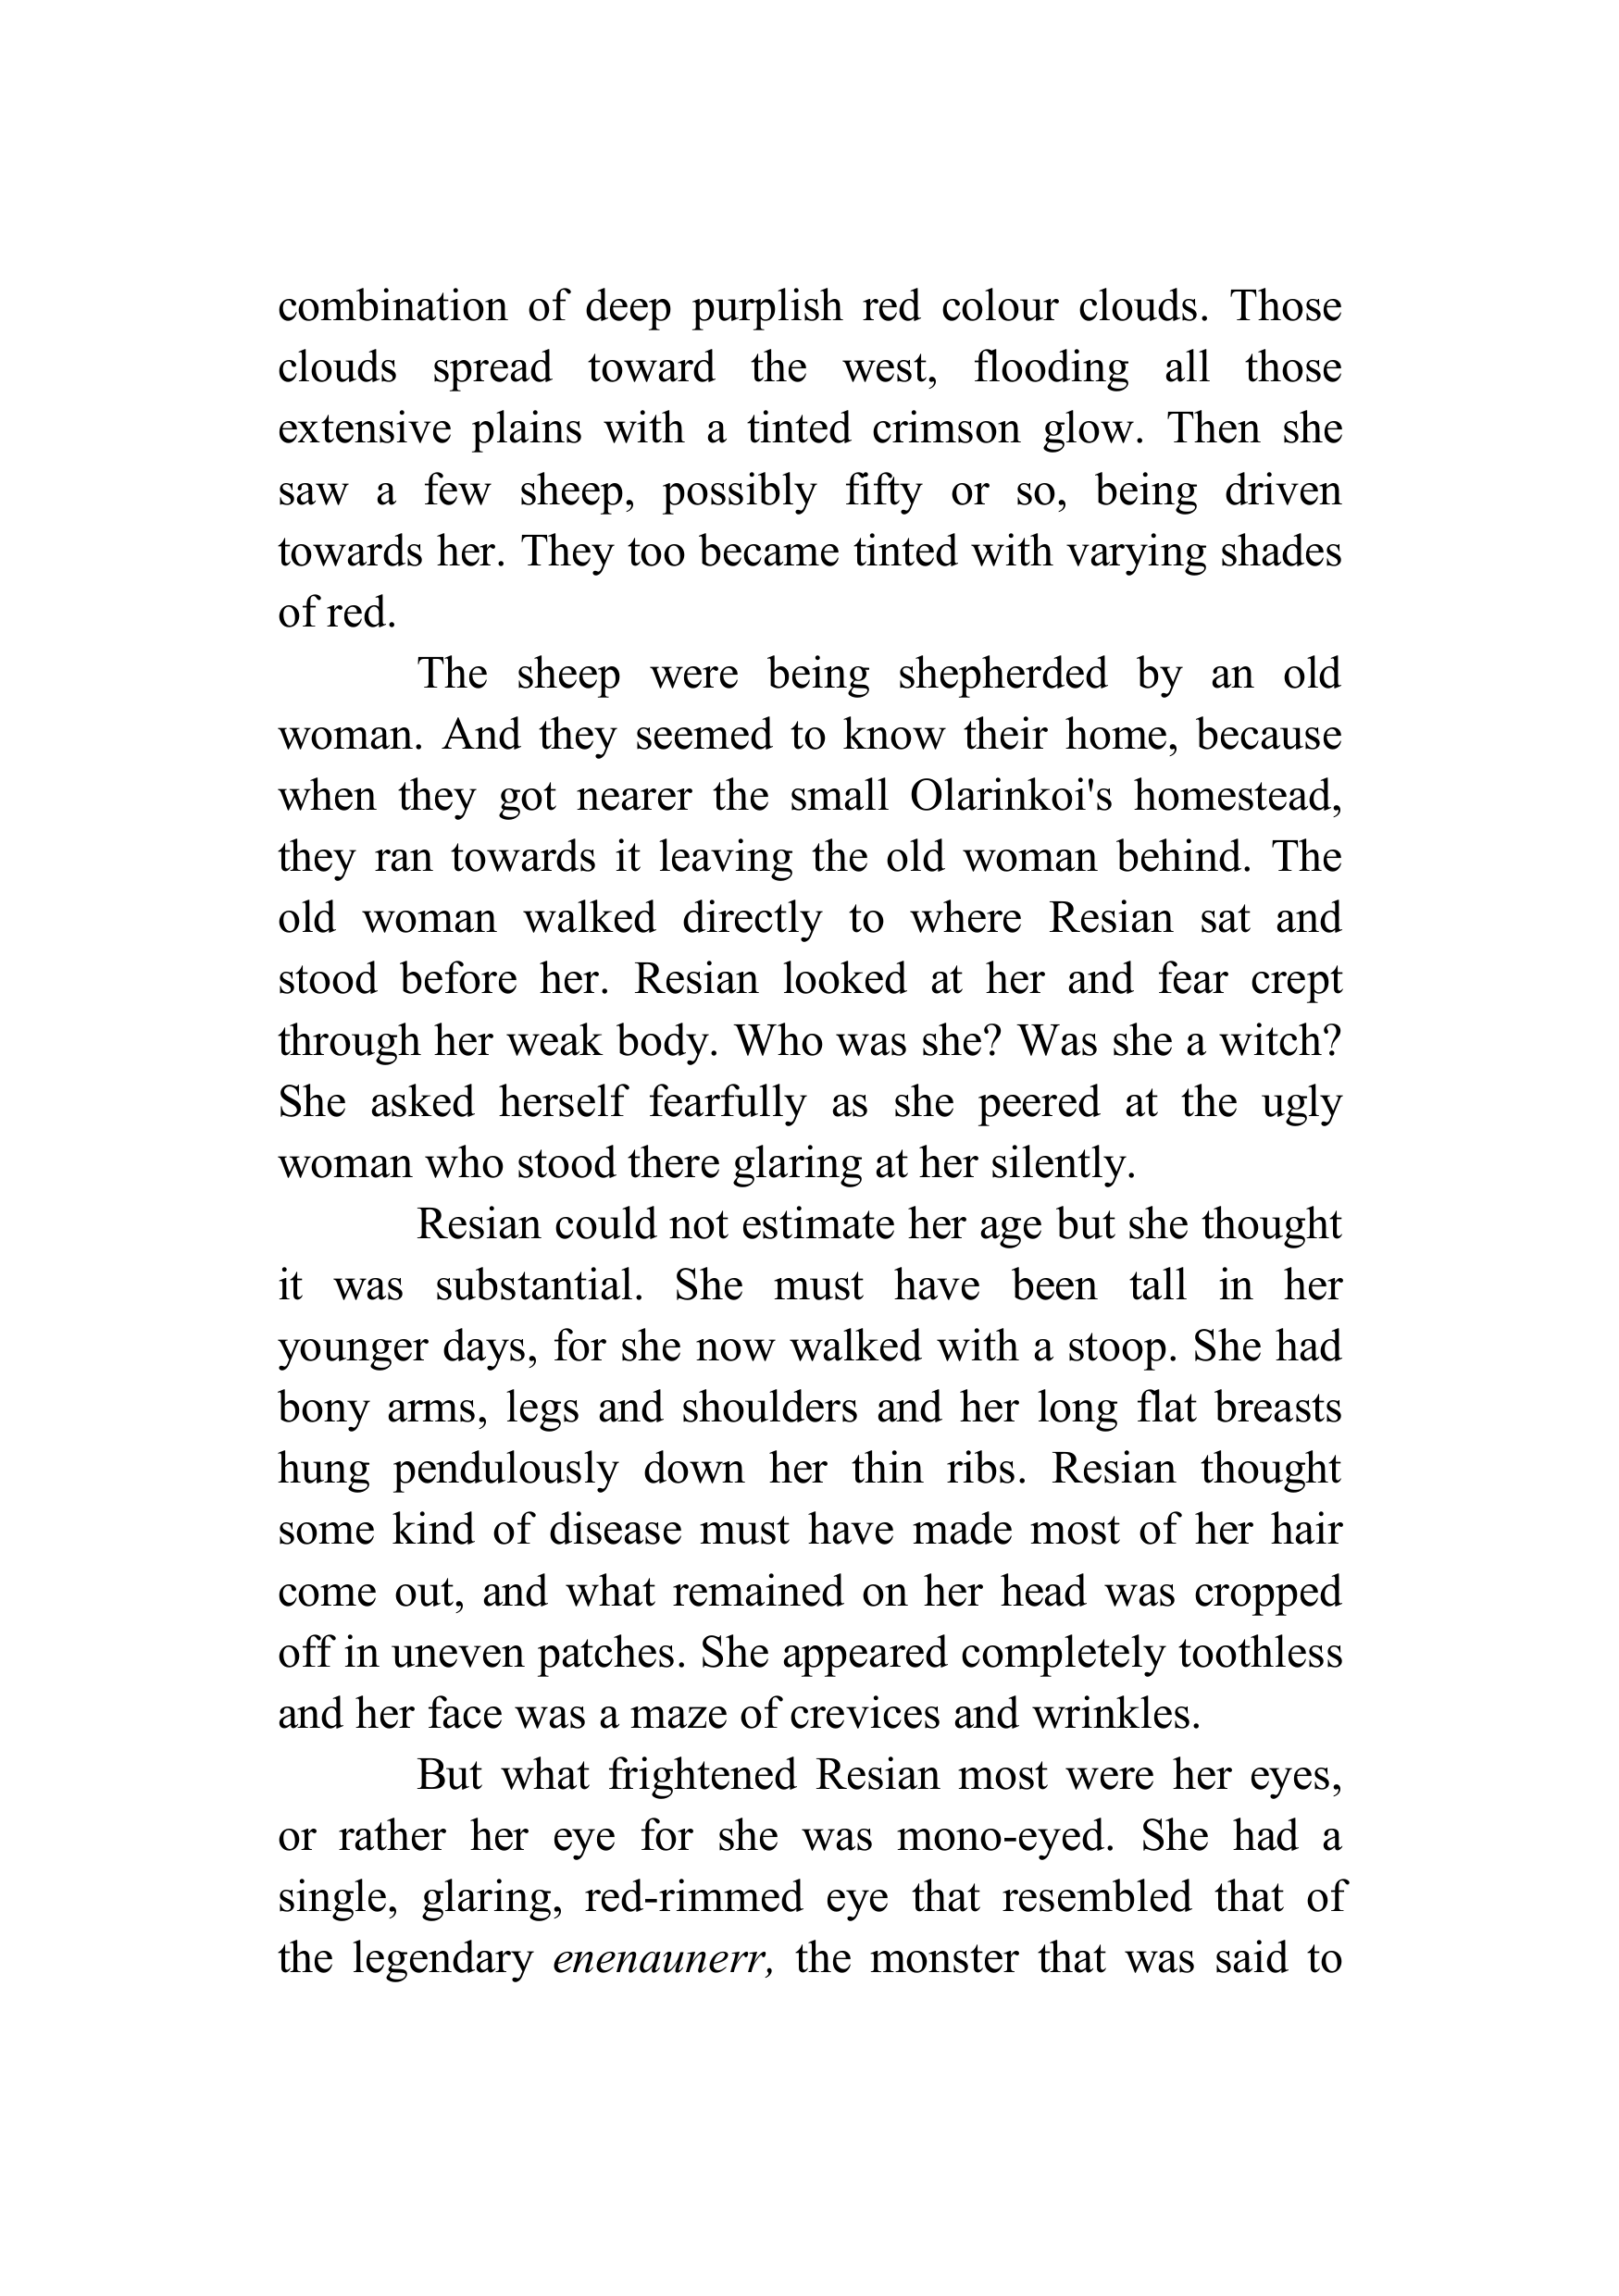 combination of deep purplish red colour clouds. Those
clouds spread toward the west, flooding all those
extensive plains with a tinted crimson glow. Then she
saw a few sheep, possibly fifty or so, being driven
towards her. They too became tinted with varying shades
of red.
The sheep were being shepherded by an old
woman. And they seemed to know their home, because
when they got nearer the small Olarinkoi's homestead,
they ran towards it leaving the old woman behind. The
old woman walked directly to where Resian sat and
stood before her. Resian looked at her and fear crept
through her weak body. Who was she? Was she a witch?
She asked herself fearfully as she peered at the ugly
woman who stood there glaring at her silently.
Resian could not estimate her age but she thought
it was substantial. She must have been tall in her
younger days, for she now walked with a stoop. She had
bony arms, legs and shoulders and her long flat breasts
hung pendulously down her thin ribs. Resian thought
some kind of disease must have made most of her hair
come out, and what remained on her head was cropped
off in uneven patches. She appeared completely toothless
and her face was a maze of crevices and wrinkles.
But what frightened Resian most were her eyes,
or rather her eye for she was mono-eyed. She had a
single, glaring, red-rimmed eye that resembled that of
the legendary enenaunerr, the monster that was said to